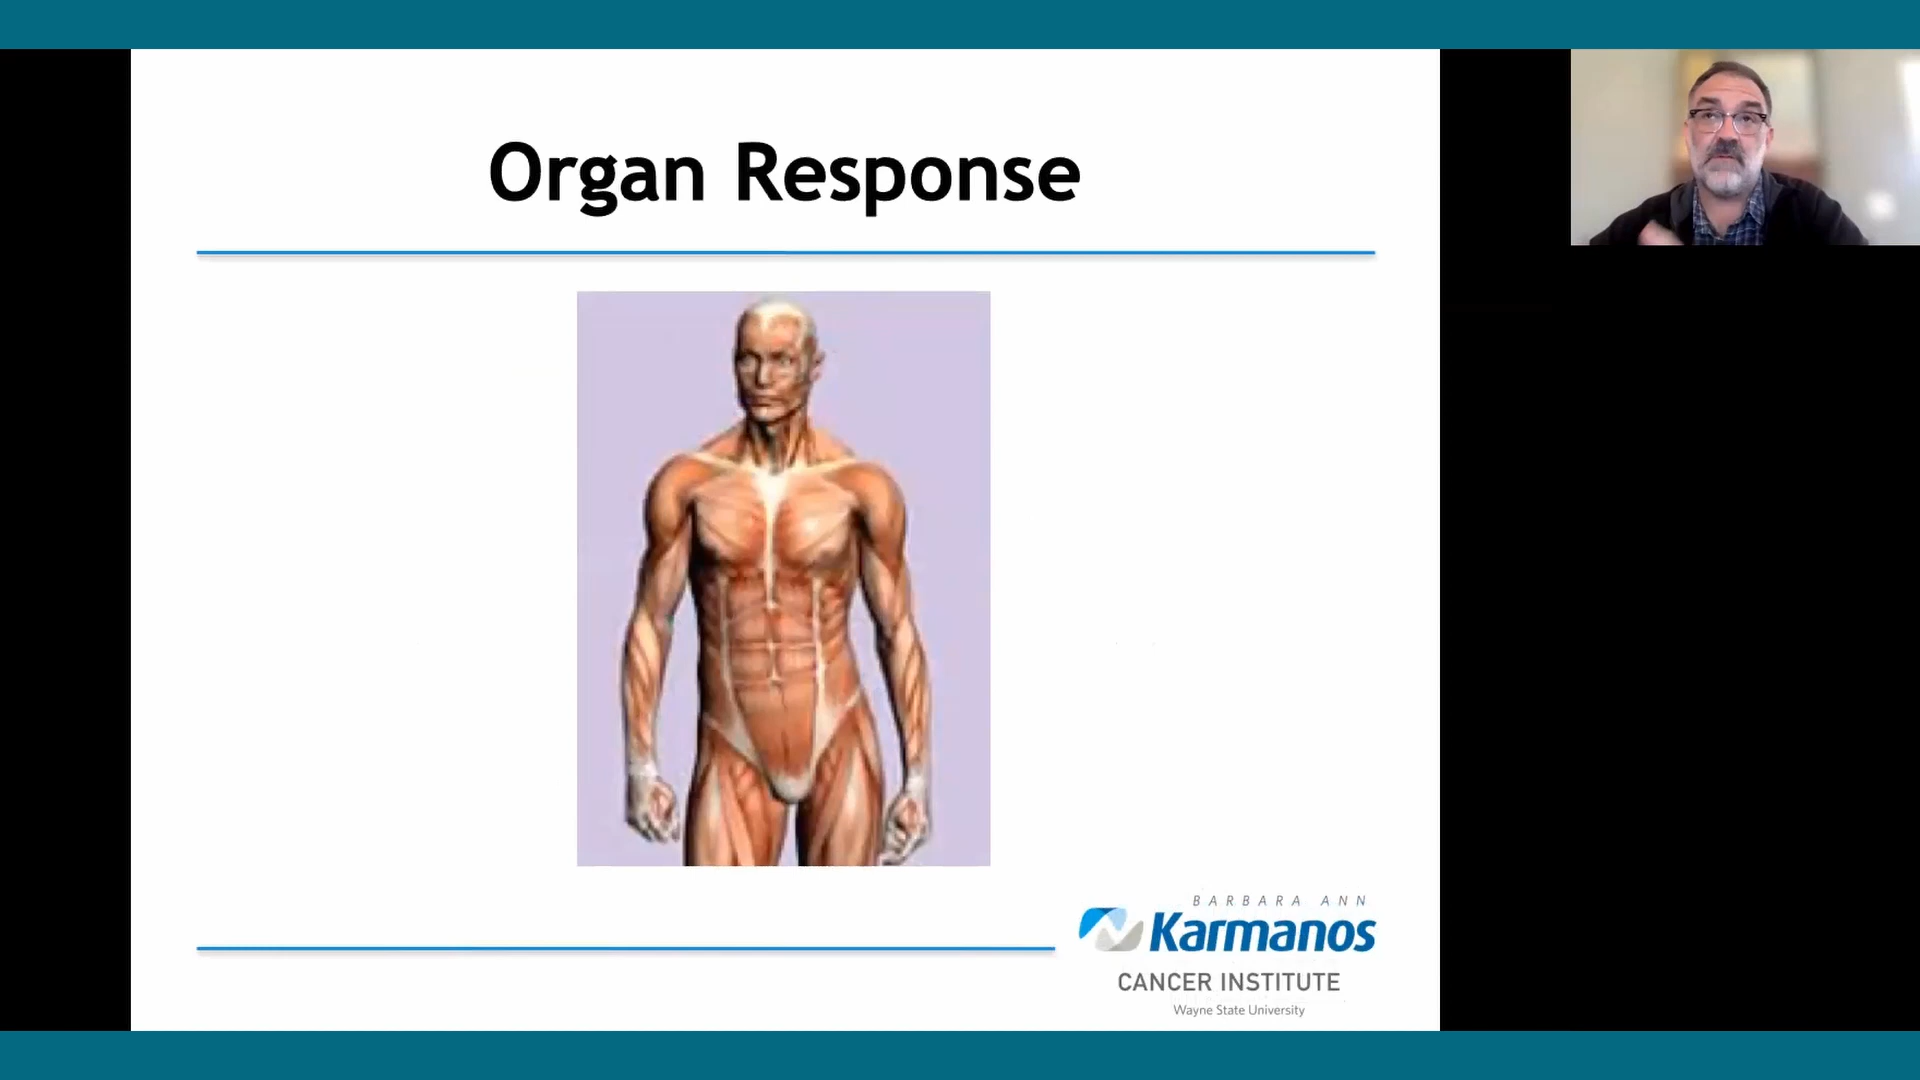 Organ Response
BARBARA ANN
Karmanos
CANCER INSTITUTE
Wayne State University